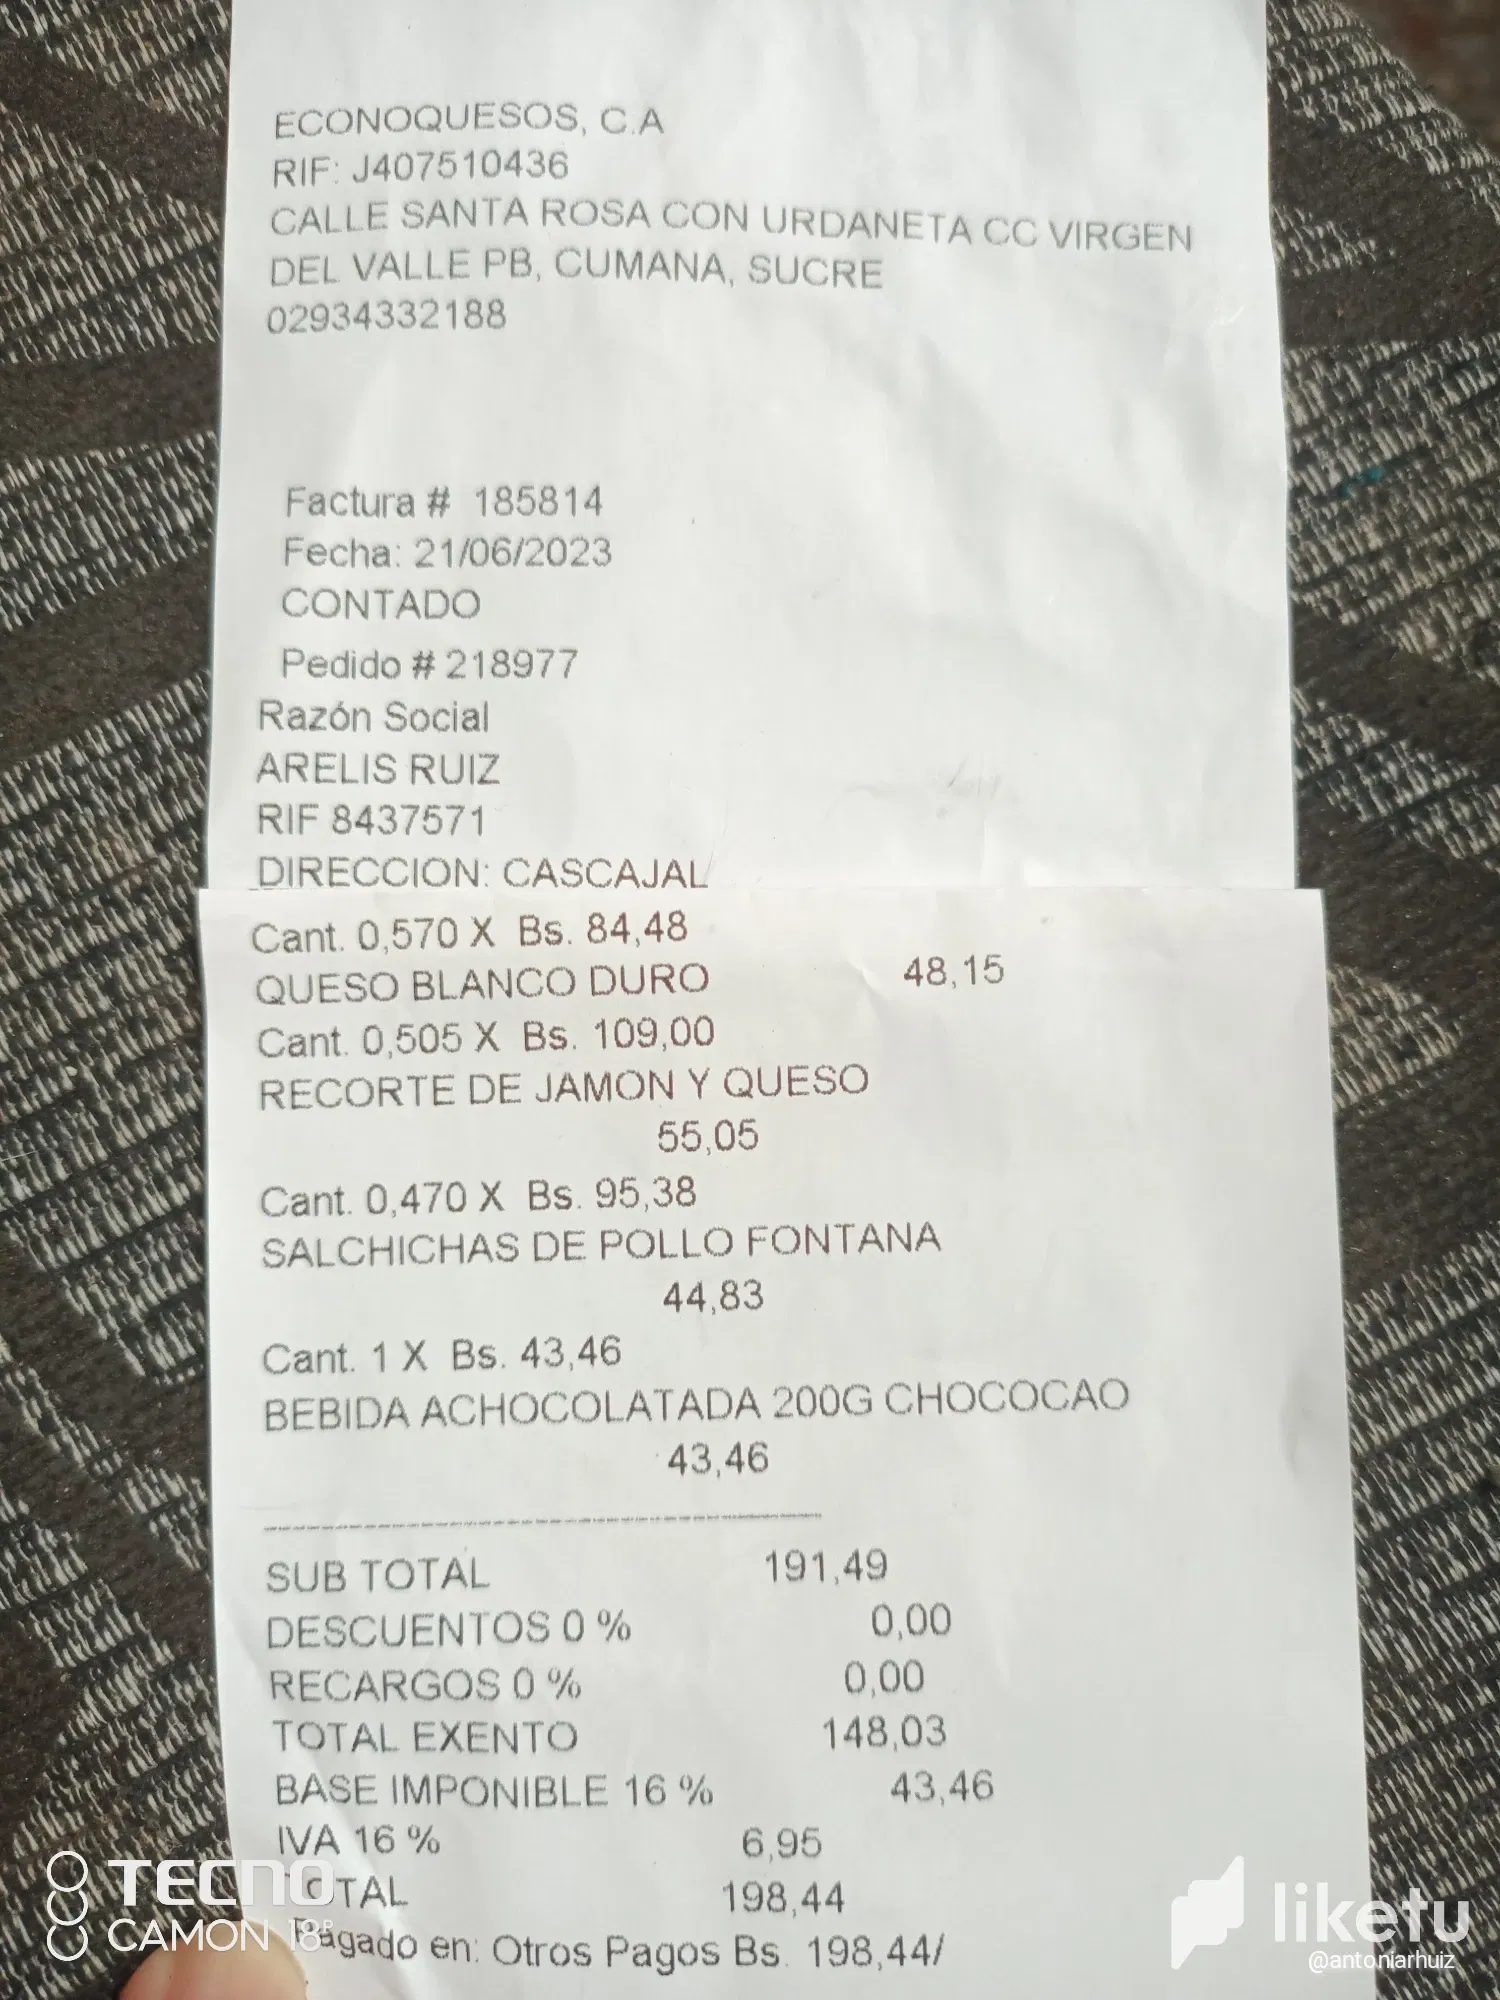 ECONOQUESOS, C.A
RIF: J407510436
CALLE SANTA ROSA CON URDANETA CC VIRGEN
DEL VALLE PB, CUMANA, SUCRE
02934332188
Factura # 185814
Fecha: 21/06/2023
CONTADO
Pedido # 218977
Razón Social
ARELIS RUIZ
RIF 8437571
DIRECCION: CASCAJAL
Cant. 0,570 X Bs. 84,48
QUESO BLANCO DURO 48,15
Cant. 0,505 X Bs. 109,00
RECORTE DE JAMON Y QUESO
55,05
Cant. 0,470 X Bs. 95,38
SALCHICHAS DE POLLO FONTANA
44,83
Cant. 1 X Bs. 43,46
BEBIDA ACHOCOLATADA 200G CHOCOCAO
43,46
SUB TOTAL 191,49
DESCUENTOS 0 % 0,00
RECARGOS 0 % 0,00
TOTAL EXENTO 148,03
BASE IMPONIBLE 16 % 43,46
IVA 16 % 6,95
TOTAL 198,44
Pagado en: Otros Pagos Bs. 198,44/
TECNO
CAMON 18P
liketu
@antoniarhuiz